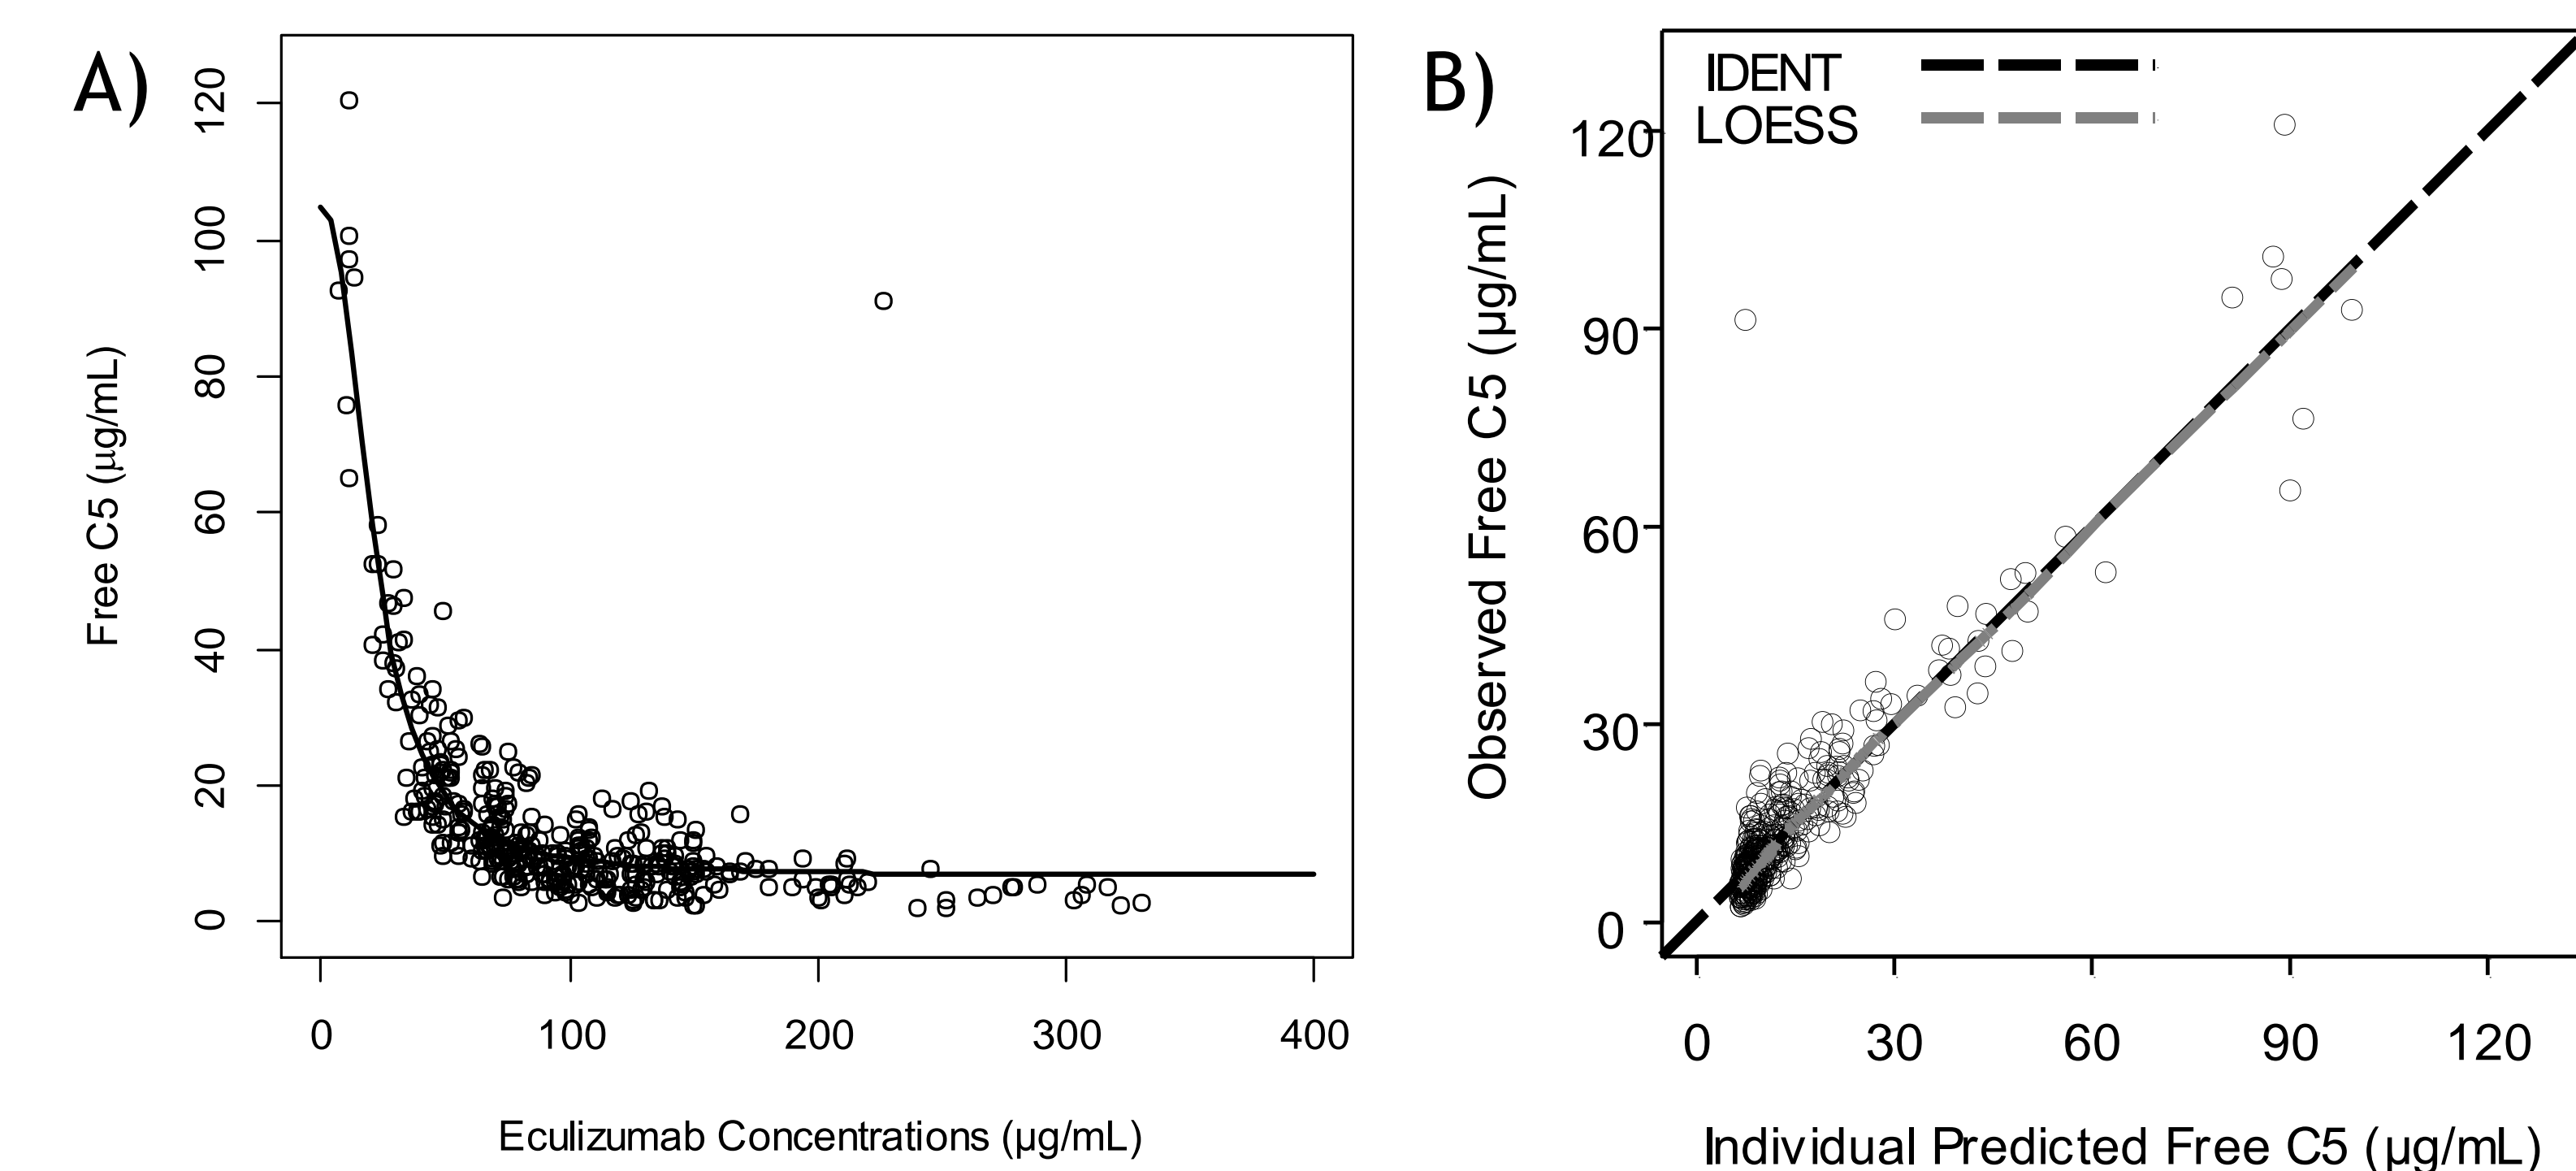 A)
120
100
80
60
40
20
0
Free C5 (μg/mL)
0 100 200 300 400
Eculizumab Concentrations (μg/mL)
B)
IDENT
LOESS
120
90
60
30
0
Observed Free C5 (μg/mL)
0 30 60 90 120
Individual Predicted Free C5 (μg/mL)